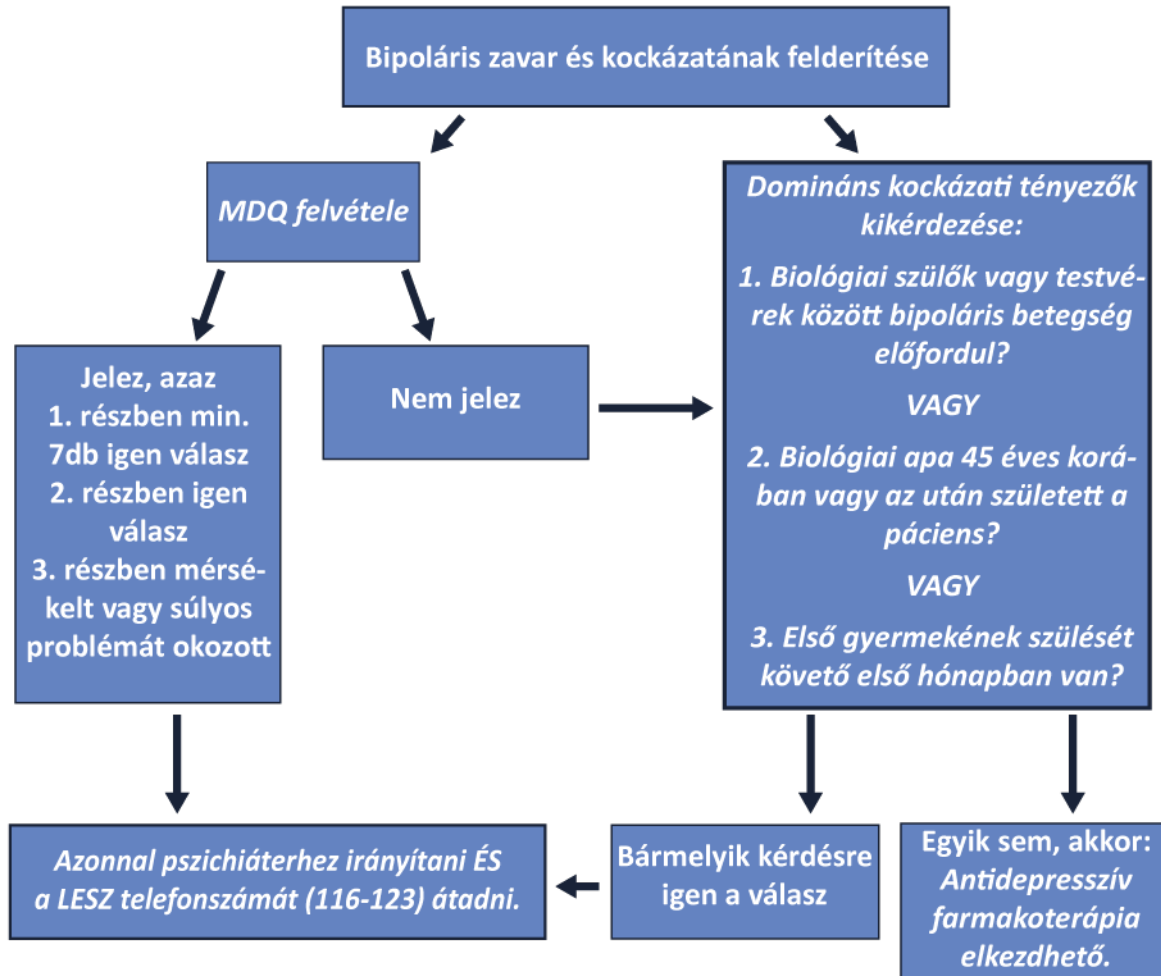 Bipoláris zavar és kockázatának felderítése
MDQ felvétele
Jelez, azaz
1. részben min.
7db igen válasz
2. részben igen
válasz
3. részben mérsé-
kelt vagy súlyos
problémát okozott
Nem jelez
Domináns kockázati tényezők
kikérdezése:
1. Biológiai szülők vagy testvé-
rek között bipoláris betegség
előfordul?
VAGY
2. Biológiai apa 45 éves korá-
ban vagy az után született a
páciens?
VAGY
3. Első gyermekének szülését
követő első hónapban van?
Azonnal pszichiáterhez irányítani ÉS
a LESZ telefonszámát (116-123) átadni.
Bármelyik kérdésre
igen a válasz
Egyik sem, akkor:
Antidepresszív
farmakoterápia
elkezdhető.